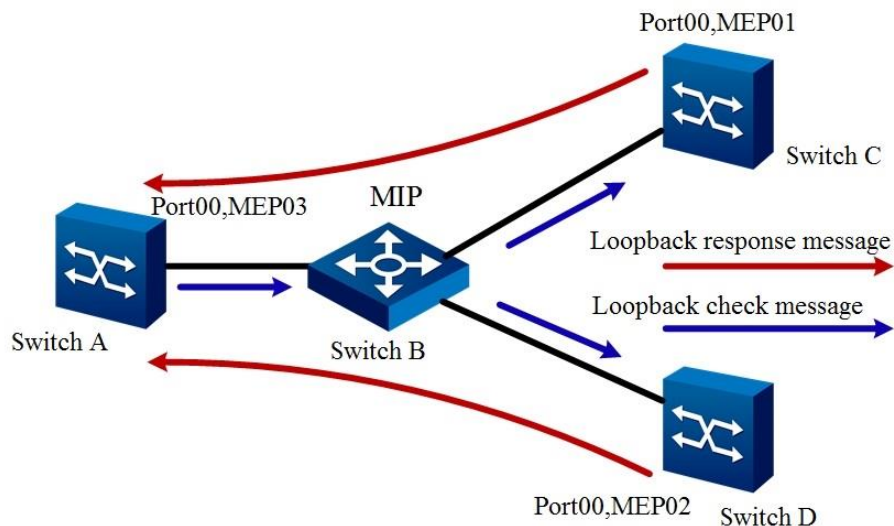 Port00,MEP01
Switch C
Port00,MEP03
MIP
Loopback response message
Loopback check message
Switch A
Switch B
Port00,MEP02
Switch D